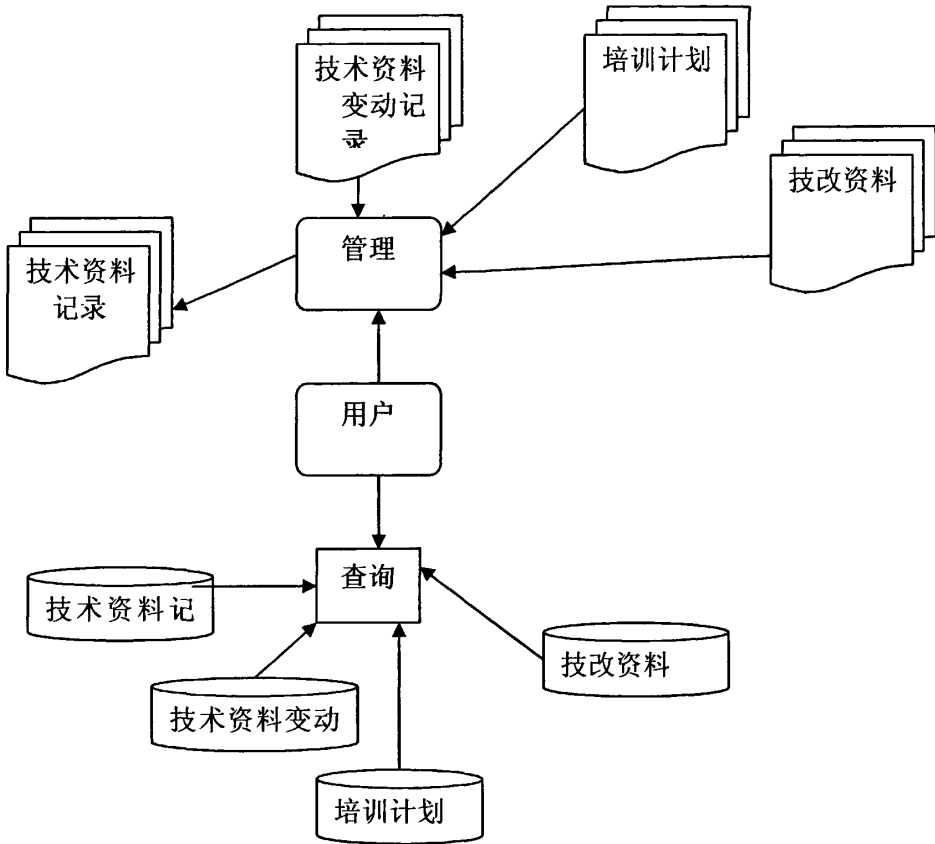 技术资料
变动记
录
培训计划
技改资料
管理
技术资料
记录
用户
查询
技术资料记
技改资料
技术资料变动
培训计划